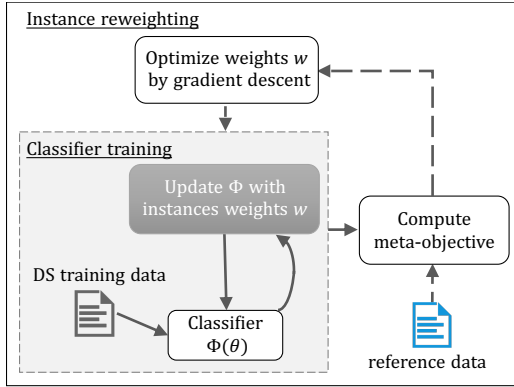 Instance reweighting
Optimize weights w
by gradient descent
Classifier training
Update Φ with
instances weights w
Compute
meta-objective
DS training data
Classifier
Φ(θ)
reference data